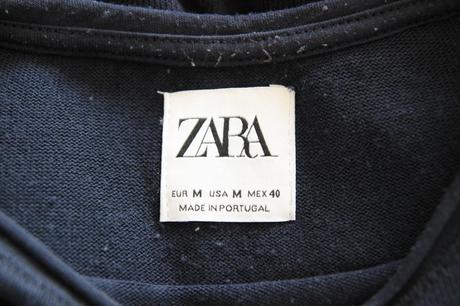 ZARA
EUR M USA M MEX 40
MADE IN PORTUGAL